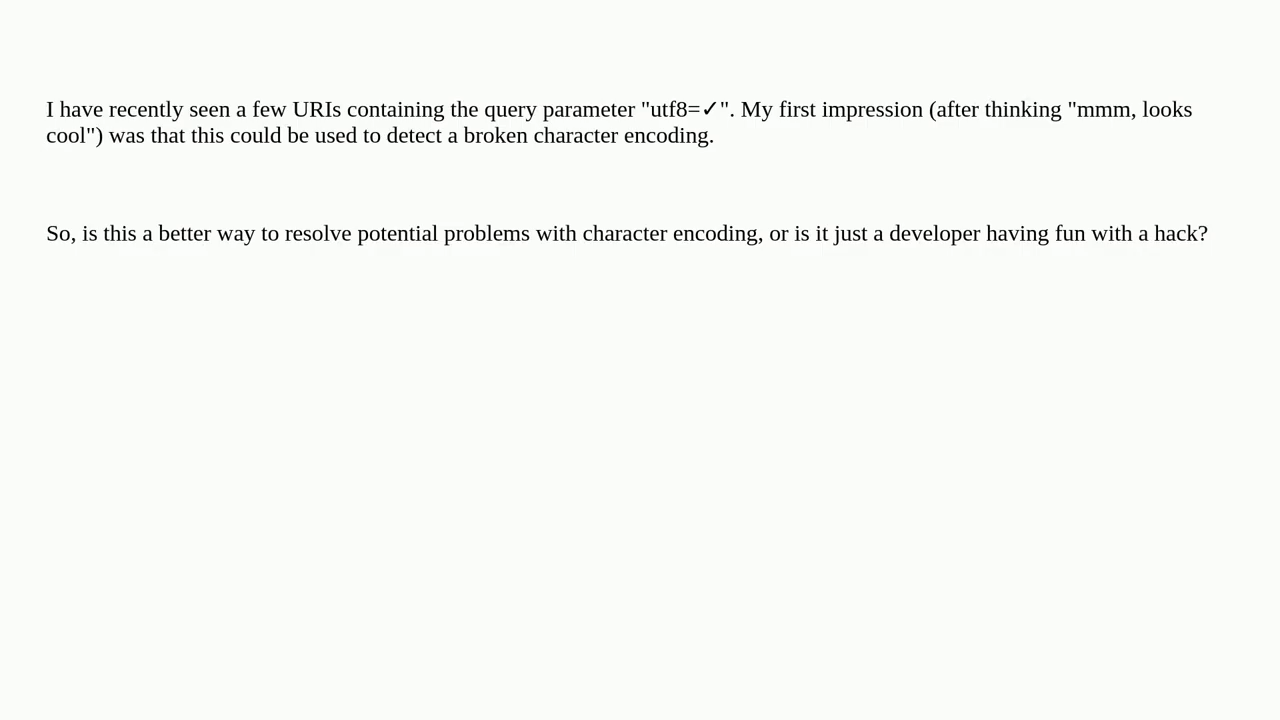 I have recently seen a few URIs containing the query parameter "utf8=✓". My first impression (after thinking "mmm, looks
cool") was that this could be used to detect a broken character encoding.
So, is this a better way to resolve potential problems with character encoding, or is it just a developer having fun with a hack?